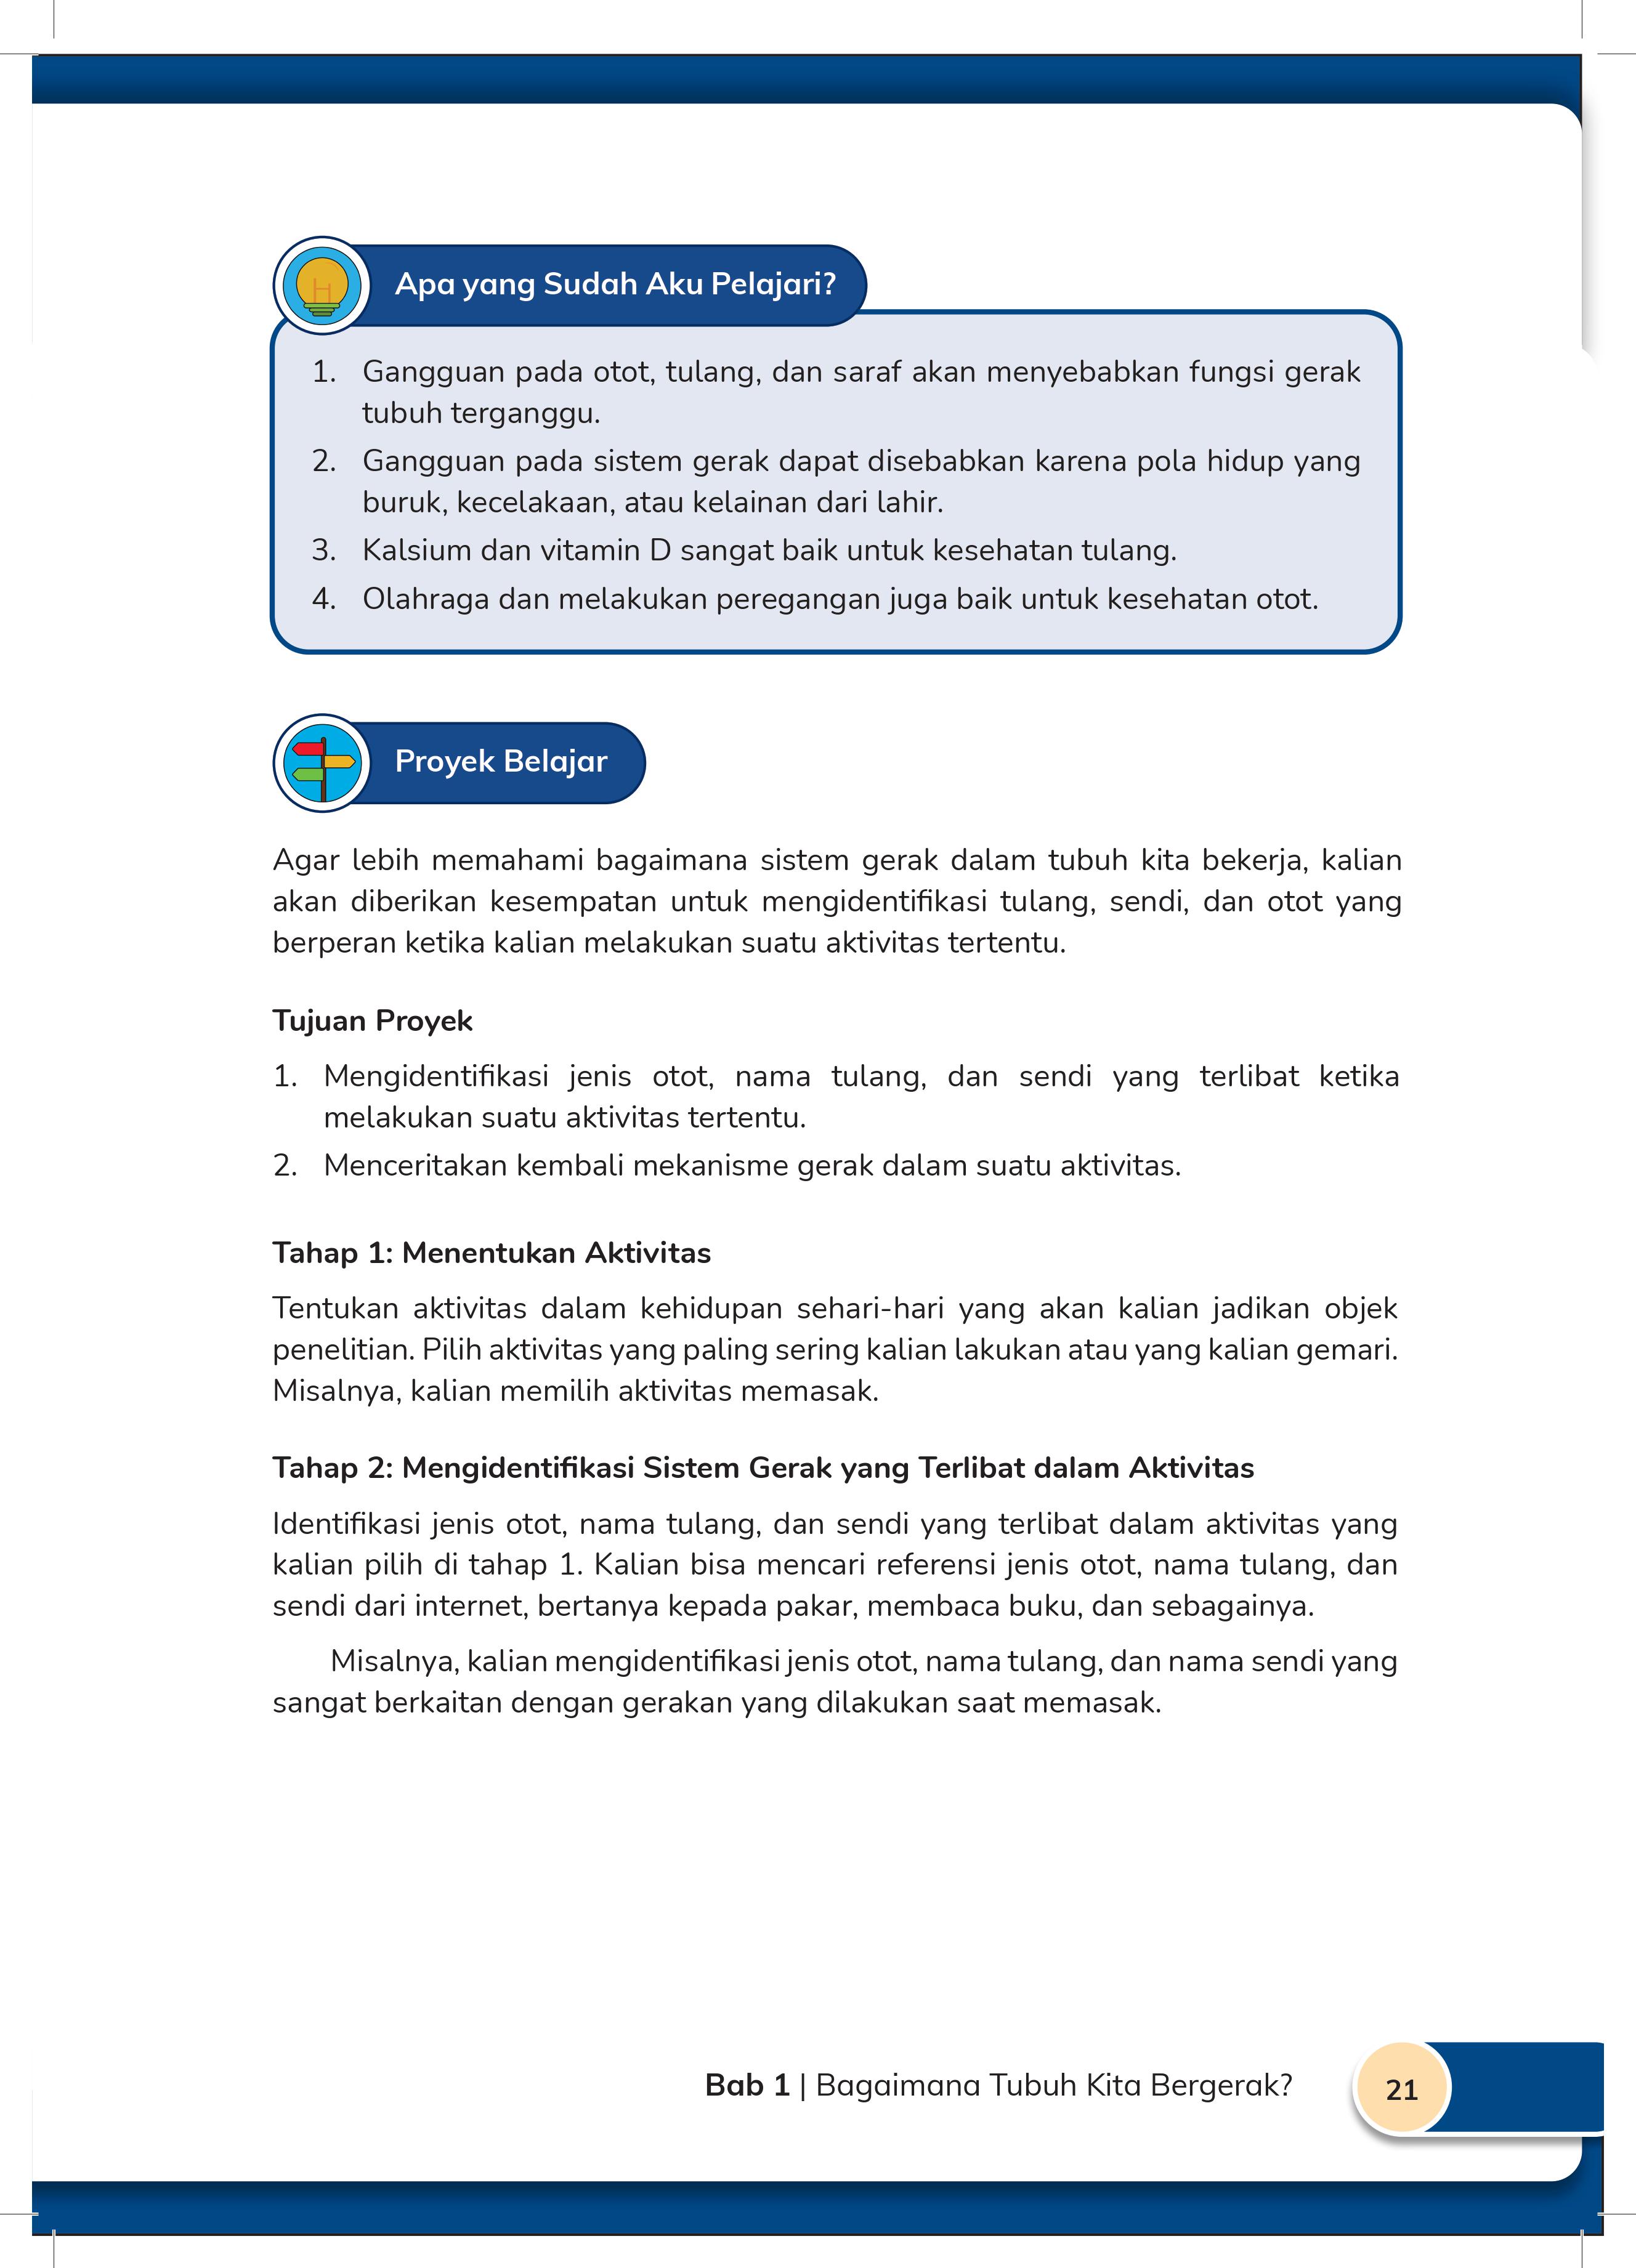 Apa yang Sudah Aku Pelajari?
1. Gangguan pada otot, tulang, dan saraf akan menyebabkan fungsi gerak
tubuh terganggu.
2. Gangguan pada sistem gerak dapat disebabkan karena pola hidup yang
buruk, kecelakaan, atau kelainan dari lahir.
3. Kalsium dan vitamin D sangat baik untuk kesehatan tulang.
4. Olahraga dan melakukan peregangan juga baik untuk kesehatan otot.
Proyek Belajar
Agar lebih memahami bagaimana sistem gerak dalam tubuh kita bekerja, kalian
akan diberikan kesempatan untuk mengidentifikasi tulang, sendi, dan otot yang
berperan ketika kalian melakukan suatu aktivitas tertentu.
Tujuan Proyek
1. Mengidentifikasi jenis otot, nama tulang, dan sendi yang terlibat ketika
melakukan suatu aktivitas tertentu.
2. Menceritakan kembali mekanisme gerak dalam suatu aktivitas.
Tahap 1: Menentukan Aktivitas
Tentukan aktivitas dalam kehidupan sehari-hari yang akan kalian jadikan objek
penelitian. Pilih aktivitas yang paling sering kalian lakukan atau yang kalian gemari.
Misalnya, kalian memilih aktivitas memasak.
Tahap 2: Mengidentifikasi Sistem Gerak yang Terlibat dalam Aktivitas
Identifikasi jenis otot, nama tulang, dan sendi yang terlibat dalam aktivitas yang
kalian pilih di tahap 1. Kalian bisa mencari referensi jenis otot, nama tulang, dan
sendi dari internet, bertanya kepada pakar, membaca buku, dan sebagainya.
Misalnya, kalian mengidentifikasi jenis otot, nama tulang, dan nama sendi yang
sangat berkaitan dengan gerakan yang dilakukan saat memasak.
Bab 1 | Bagaimana Tubuh Kita Bergerak?
21